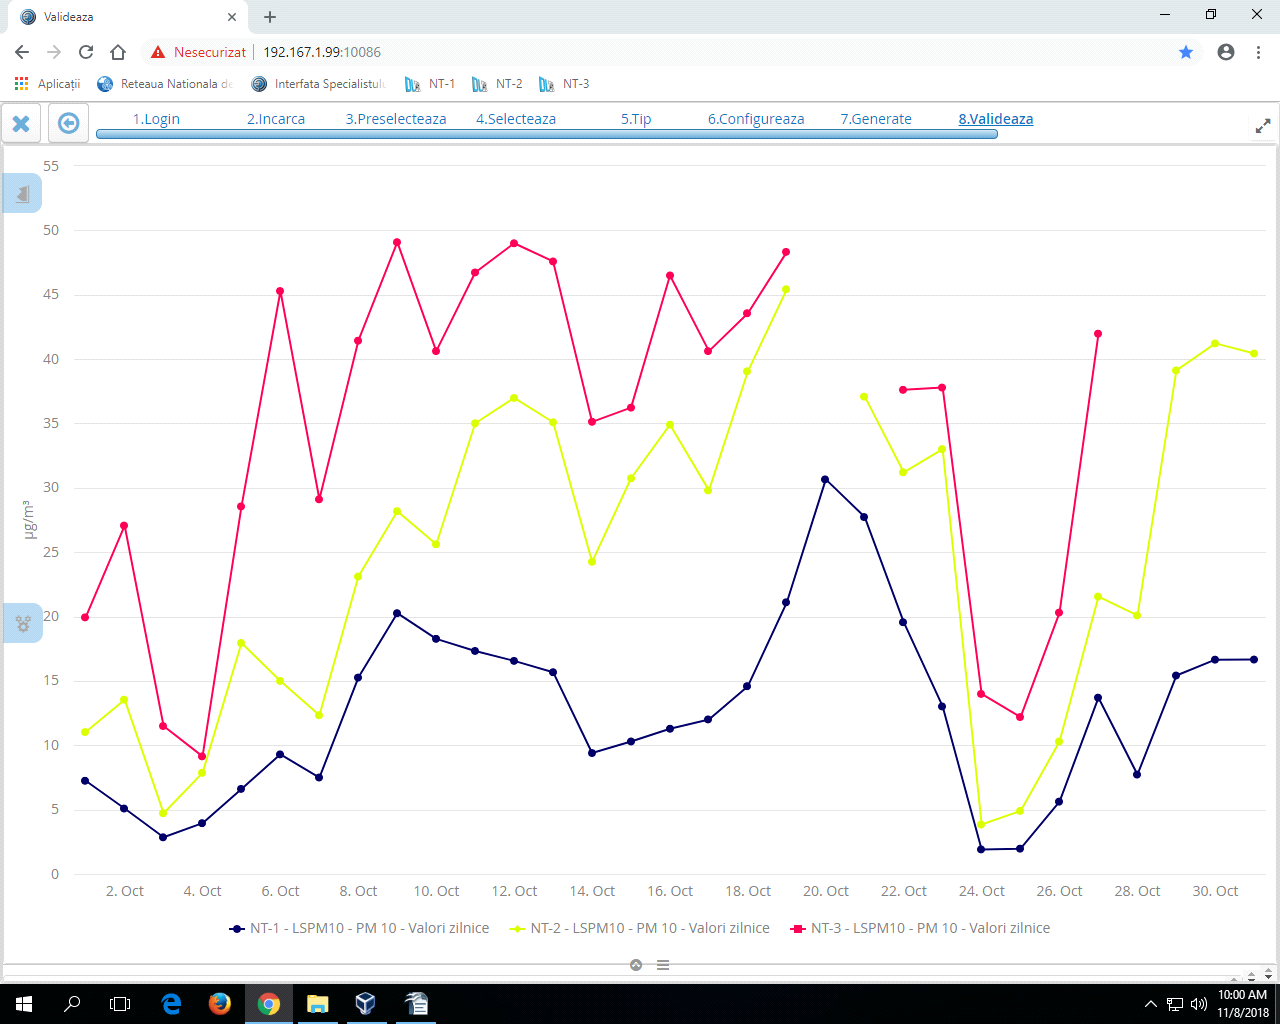 Valideaza
Nesecurizat 192.167.1.99:10086
Aplicații Reteaua Nationala de Interfata Specialistulu NT-1 NT-2 NT-3
1.Login 2.Incarca 3.Preselecteaza 4.Selecteaza 5.Tip 6.Configureaza 7.Generate 8.Valideaza
55
50
45
40
35
30
25
20
15
10
5
0
µg/m³
2. Oct 4. Oct 6. Oct 8. Oct 10. Oct 12. Oct 14. Oct 16. Oct 18. Oct 20. Oct 22. Oct 24. Oct 26. Oct 28. Oct 30. Oct
NT-1 - LSPM10 - PM 10 - Valori zilnice NT-2 - LSPM10 - PM 10 - Valori zilnice NT-3 - LSPM10 - PM 10 - Valori zilnice
10:00 AM
11/8/2018